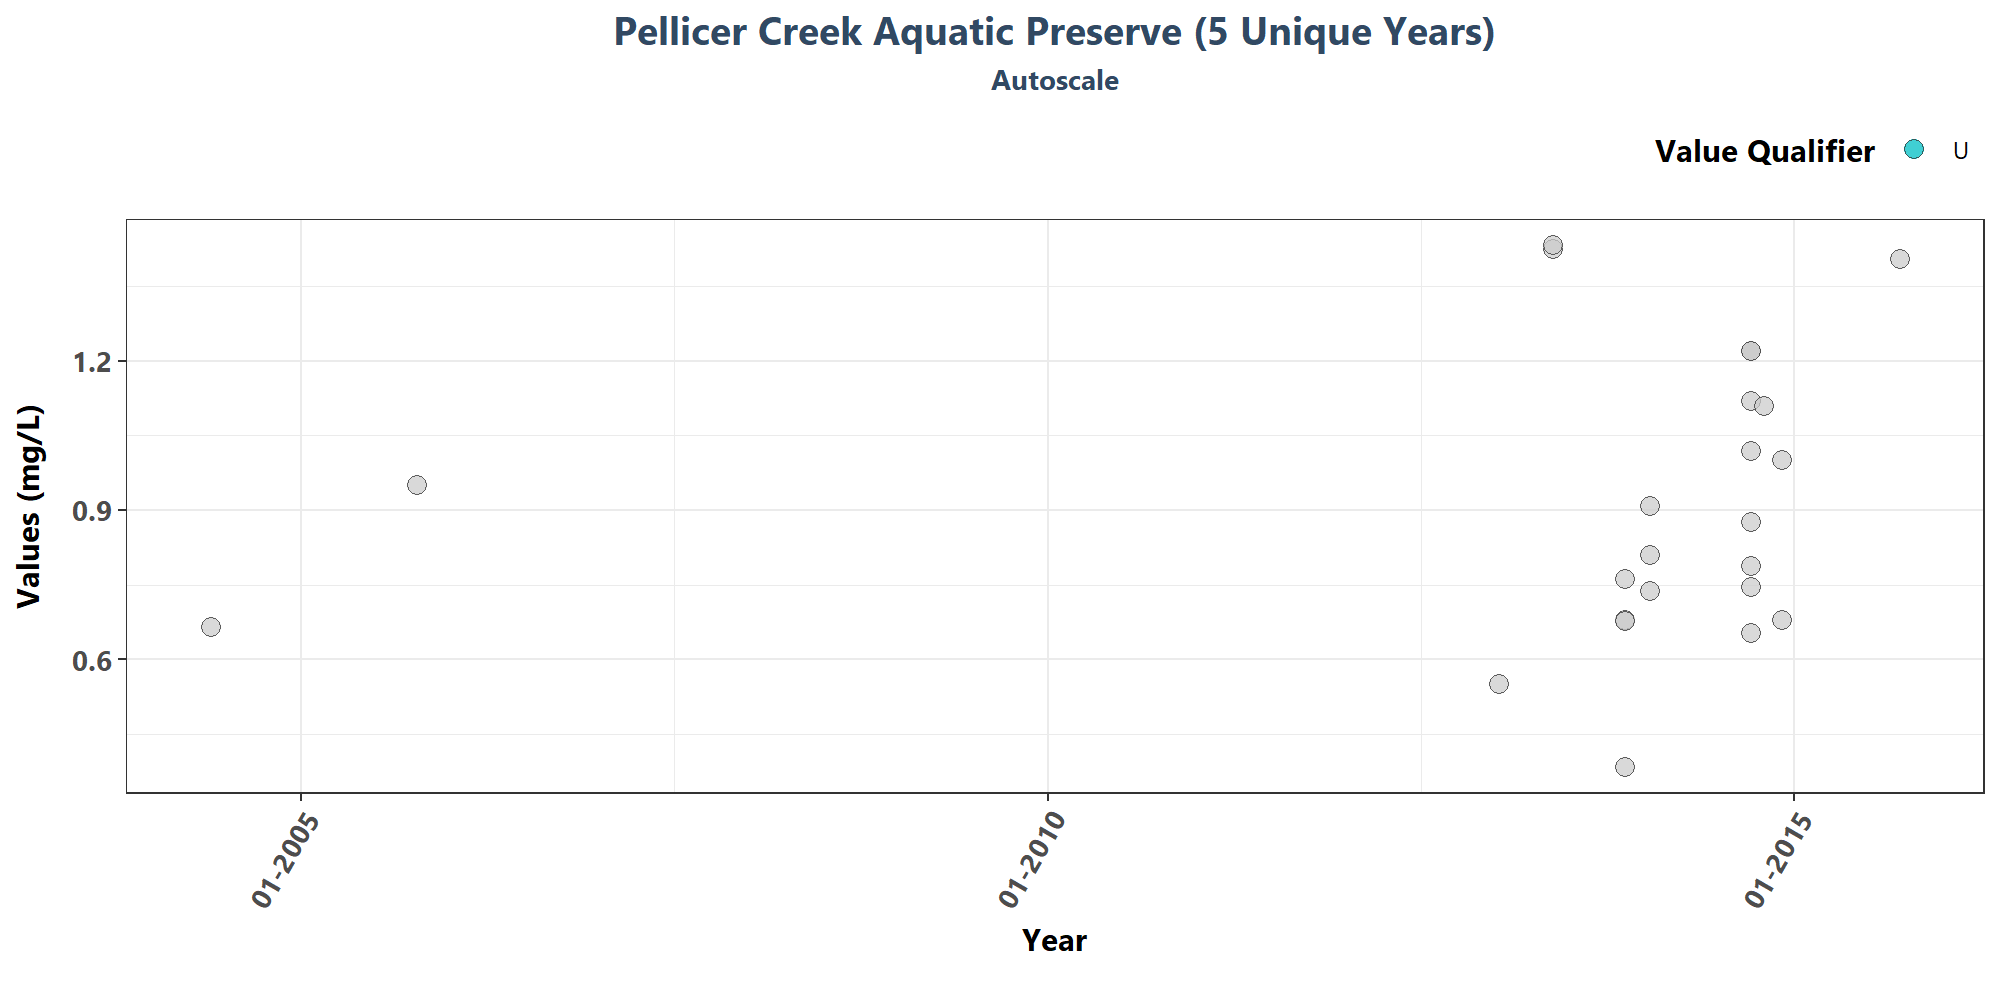 Pellicer Creek Aquatic Preserve (5 Unique Years)
Autoscale
Value Qualifier U
1.2
0.9
0.6
Values (mg/L)
01-2005
01-2010
01-2015
Year